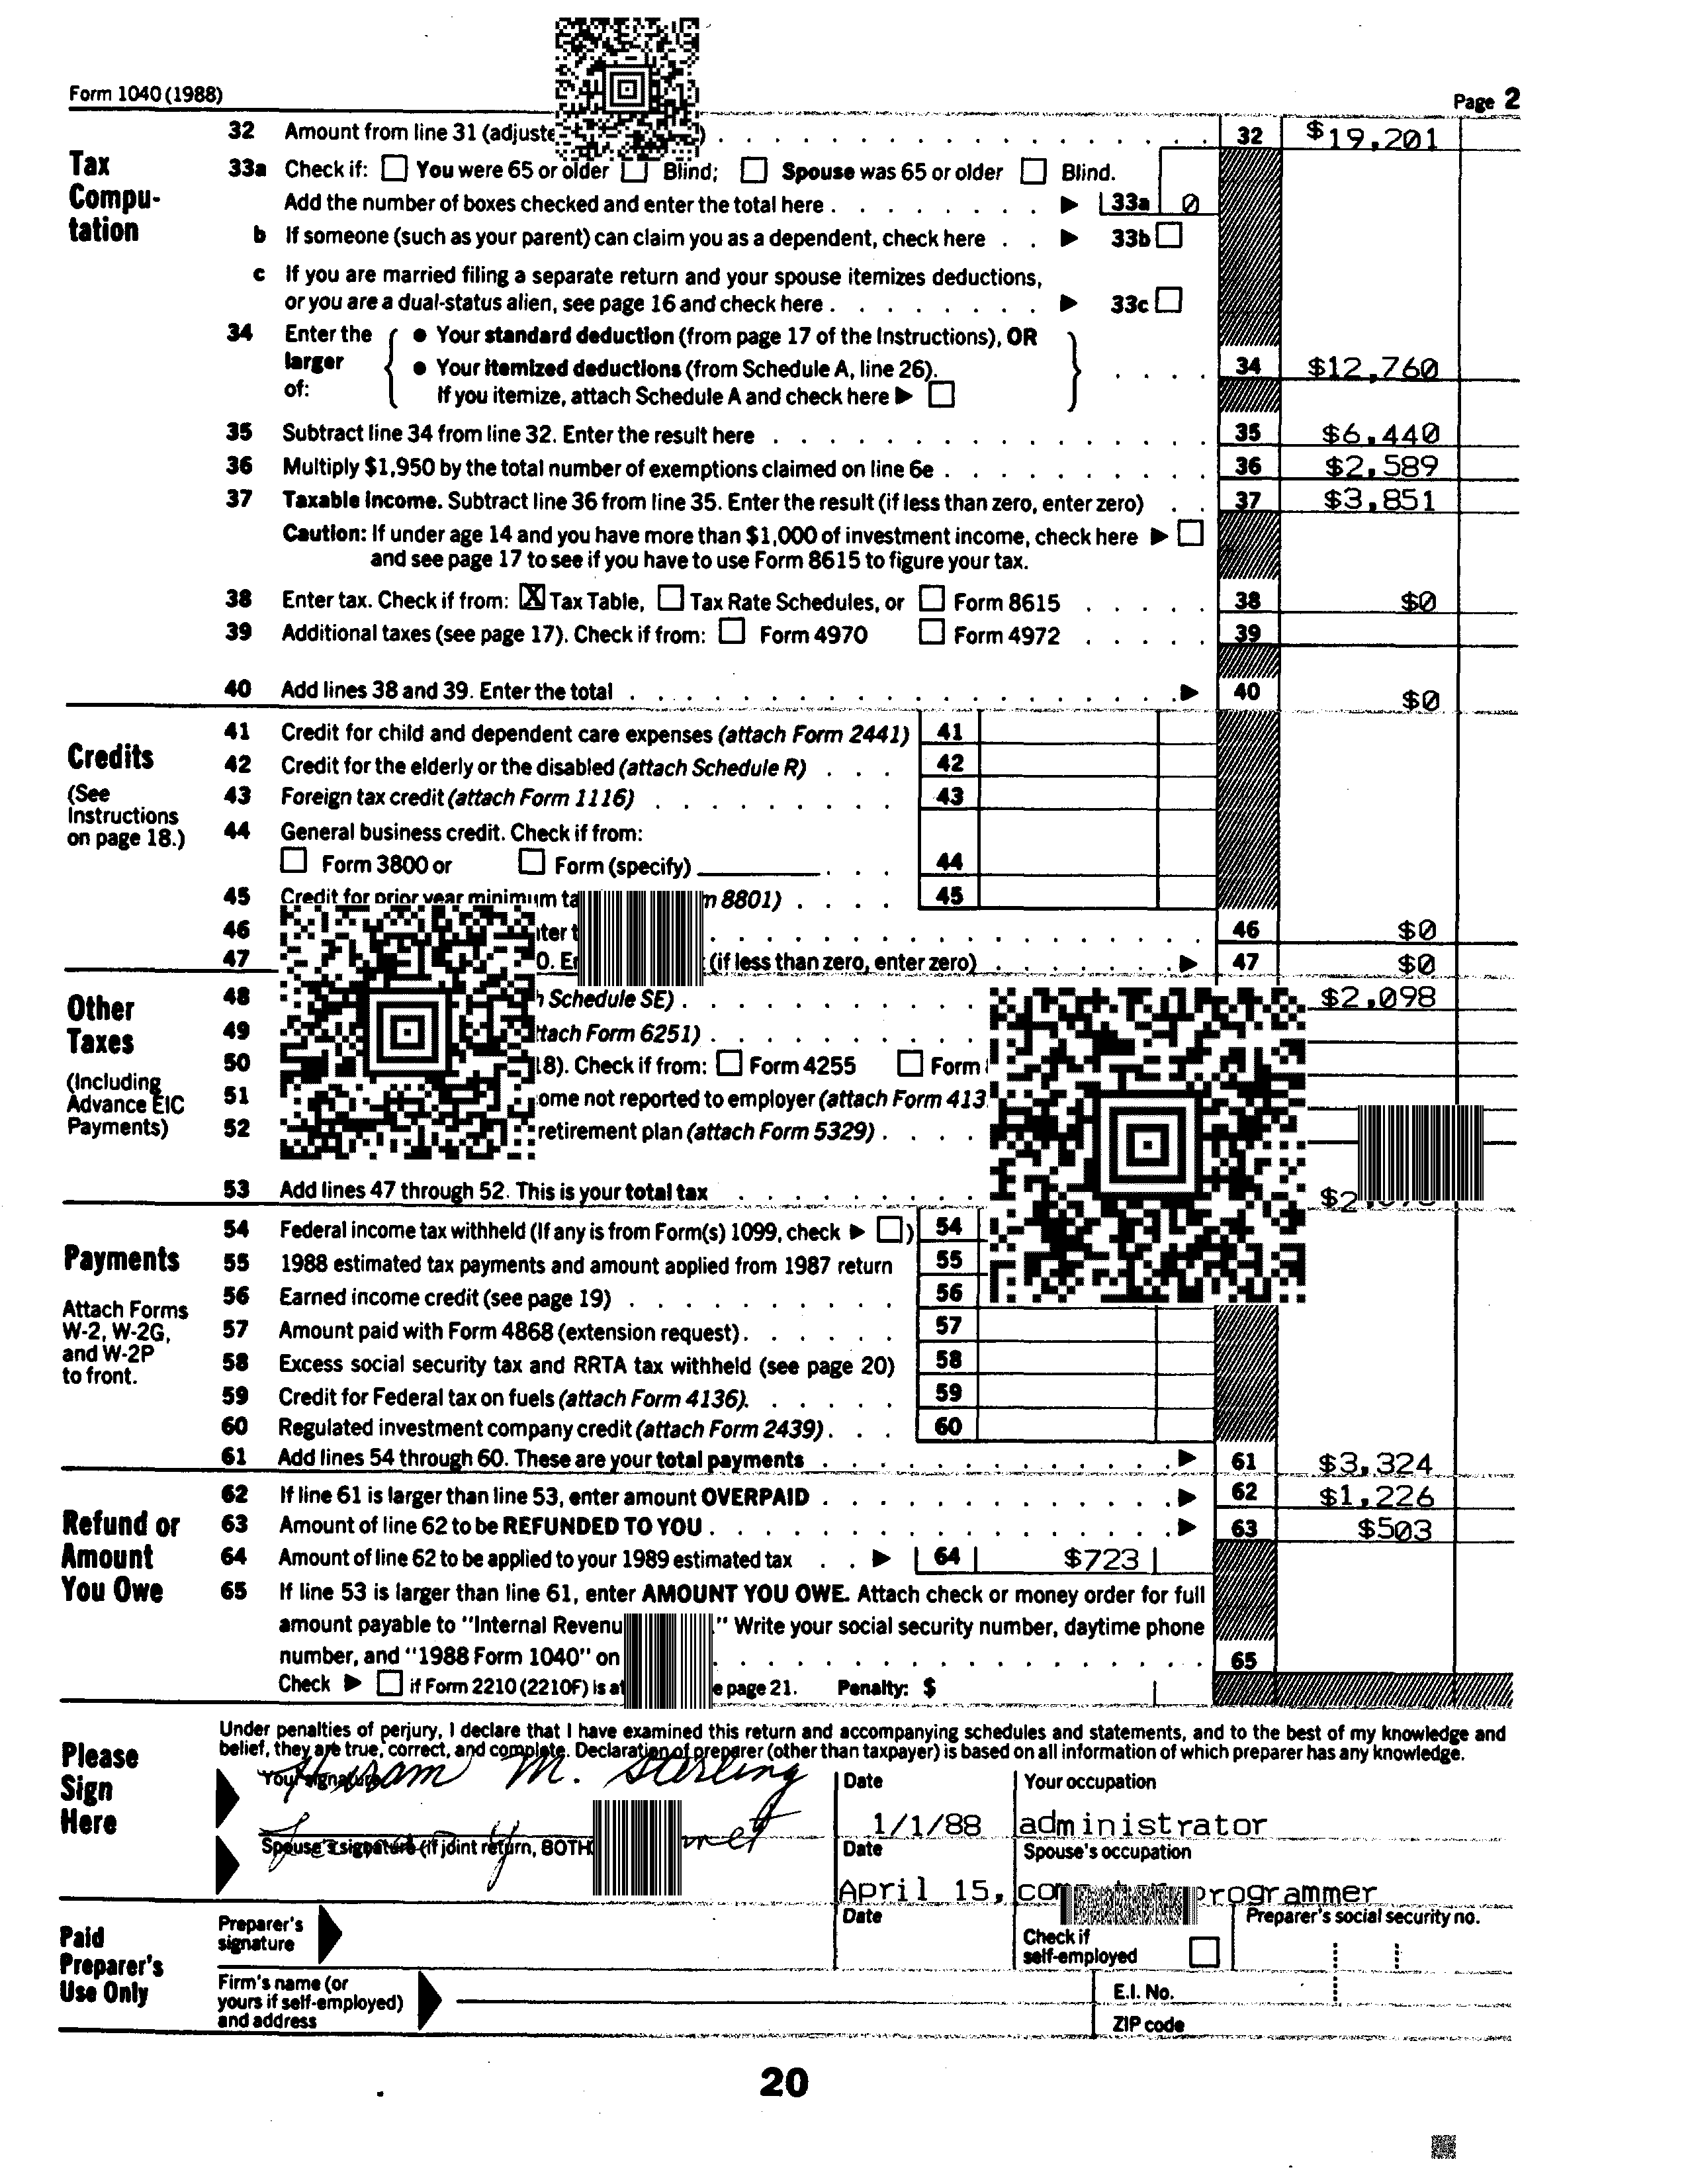 Form 1040 (1988)
Page 2
Tax Compu- tation
32 Amount from line 31 (adjuste ) 32 $19,201
33a Check if: You were 65 or older Blind; Spouse was 65 or older Blind.
Add the number of boxes checked and enter the total here 33a 0
b If someone (such as your parent) can claim you as a dependent, check here 33b
c If you are married filing a separate return and your spouse itemizes deductions,
or you are a dual-status alien, see page 16 and check here 33c
34 Enter the larger of:
• Your standard deduction (from page 17 of the Instructions), OR
• Your itemized deductions (from Schedule A, line 26).
If you itemize, attach Schedule A and check here
34 $12,760
35 Subtract line 34 from line 32. Enter the result here 35 $6,440
36 Multiply $1,950 by the total number of exemptions claimed on line 6e 36 $2,589
37 Taxable income. Subtract line 36 from line 35. Enter the result (if less than zero, enter zero) 37 $3,851
Caution: If under age 14 and you have more than $1,000 of investment income, check here
and see page 17 to see if you have to use Form 8615 to figure your tax.
38 Enter tax. Check if from: X Tax Table, Tax Rate Schedules, or Form 8615 38 $0
39 Additional taxes (see page 17). Check if from: Form 4970 Form 4972 39
40 Add lines 38 and 39. Enter the total 40 $0
Credits
(See Instructions on page 18.)
41 Credit for child and dependent care expenses (attach Form 2441) 41
42 Credit for the elderly or the disabled (attach Schedule R) 42
43 Foreign tax credit (attach Form 1116) 43
44 General business credit. Check if from:
Form 3800 or Form (specify) 44
45 Credit for prior year minimum ta m 8801) 45
46 nter t 46 $0
47 0. En (if less than zero, enter zero) 47 $0
Other Taxes
(Including Advance EIC Payments)
48 Schedule SE) $2,098
49 ttach Form 6251)
50 18). Check if from: Form 4255 Form
51 ome not reported to employer (attach Form 413
52 retirement plan (attach Form 5329)
53 Add lines 47 through 52. This is your total tax $2
Payments
Attach Forms W-2, W-2G, and W-2P to front.
54 Federal income tax withheld (If any is from Form(s) 1099, check ) 54
55 1988 estimated tax payments and amount applied from 1987 return 55
56 Earned income credit (see page 19) 56
57 Amount paid with Form 4868 (extension request) 57
58 Excess social security tax and RRTA tax withheld (see page 20) 58
59 Credit for Federal tax on fuels (attach Form 4136) 59
60 Regulated investment company credit (attach Form 2439) 60
61 Add lines 54 through 60. These are your total payments 61 $3,324
Refund or Amount You Owe
62 If line 61 is larger than line 53, enter amount OVERPAID 62 $1,226
63 Amount of line 62 to be REFUNDED TO YOU 63 $503
64 Amount of line 62 to be applied to your 1989 estimated tax 64 $723
65 If line 53 is larger than line 61, enter AMOUNT YOU OWE. Attach check or money order for full
amount payable to "Internal Revenu " Write your social security number, daytime phone
number, and "1988 Form 1040" on 65
Check if Form 2210 (2210F) is at e page 21. Penalty: $
Please Sign Here
Under penalties of perjury, I declare that I have examined this return and accompanying schedules and statements, and to the best of my knowledge and
belief, they are true, correct, and complete. Declaration of preparer (other than taxpayer) is based on all information of which preparer has any knowledge.
Your signature M. Sterling
Date 1/1/88
Your occupation administrator
Spouse's signature (if joint return, BOTH
Date April 15,
Spouse's occupation programmer
Paid Preparer's Use Only
Preparer's signature
Date
Check if self-employed
Preparer's social security no.
Firm's name (or yours if self-employed) and address
E.I. No.
ZIP code
20